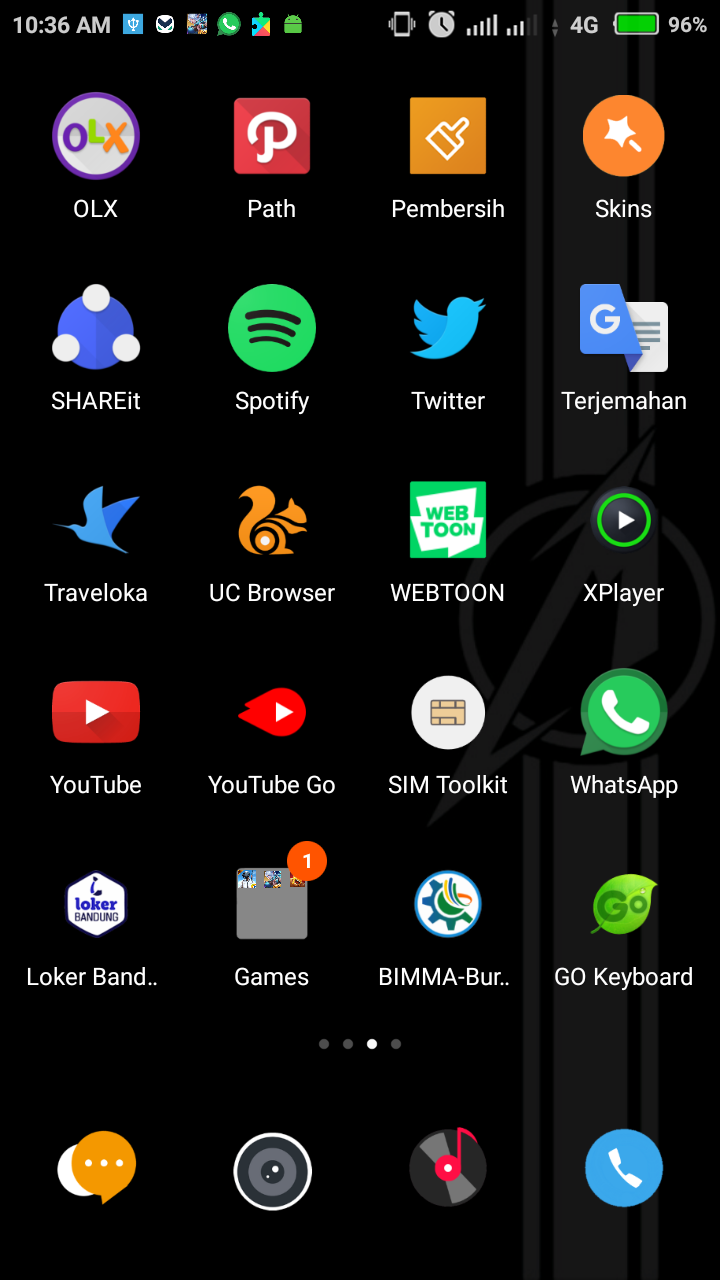 10:36 AM 4G 96%
OLX
OLX Path Pembersih Skins
G
SHAREit Spotify Twitter Terjemahan
WEB
TOON
Traveloka UC Browser WEBTOON XPlayer
YouTube YouTube Go SIM Toolkit WhatsApp
1
loker
BANDUNG
GO
Loker Band.. Games BIMMA-Bur.. GO Keyboard